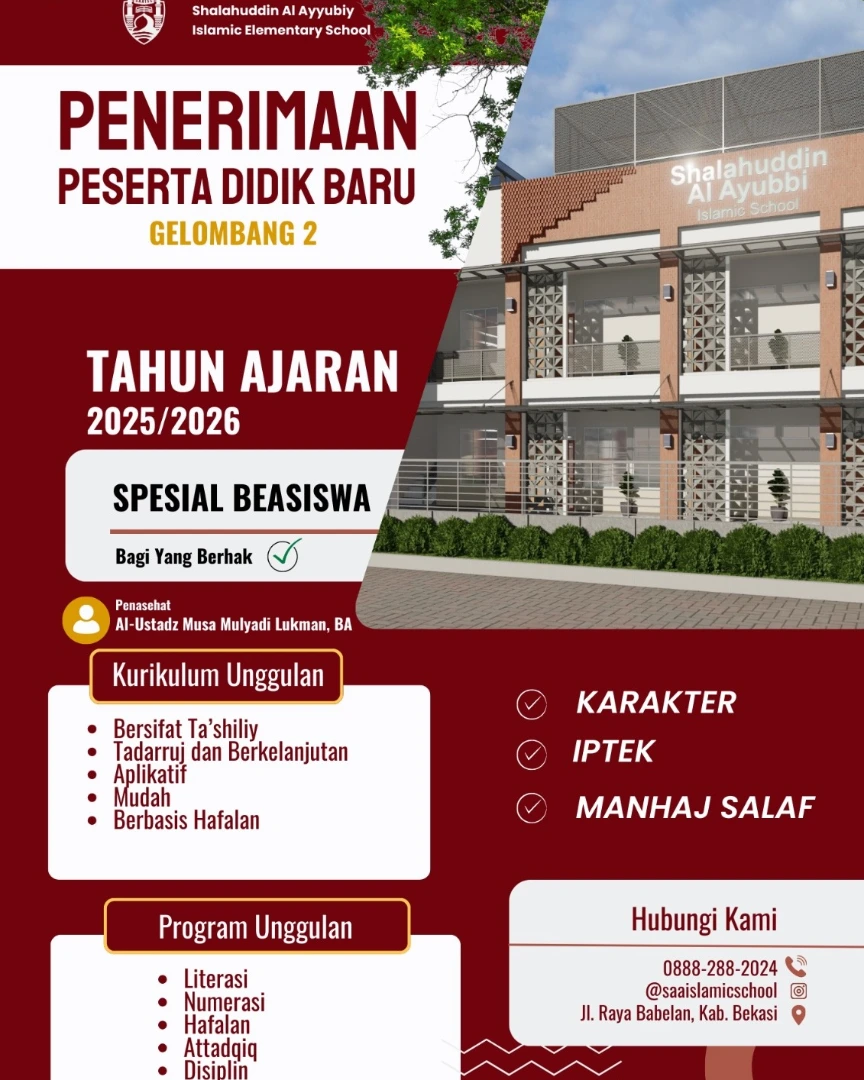 Shalahuddin Al Ayyubiy
Islamic Elementary School
PENERIMAAN
PESERTA DIDIK BARU
GELOMBANG 2
Shalahuddin
Al Ayubbi
Islamic School
TAHUN AJARAN
2025/2026
SPESIAL BEASISWA
Bagi Yang Berhak
Penasehat
Al-Ustadz Musa Mulyadi Lukman, BA
Kurikulum Unggulan
Bersifat Ta'shiliy
Tadarruj dan Berkelanjutan
Aplikatif
Mudah
Berbasis Hafalan
KARAKTER
IPTEK
MANHAJ SALAF
Program Unggulan
Literasi
Numerasi
Hafalan
Attadqiq
Disiplin
Hubungi Kami
0888-288-2024
@saaislamicschool
Jl. Raya Babelan, Kab. Bekasi